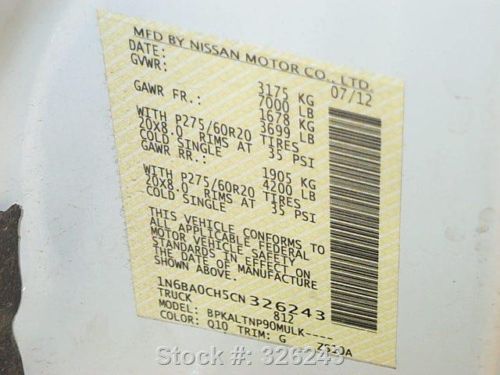 MFD BY NISSAN MOTOR CO., LTD.
DATE: 07/12
GVWR: 3175 KG
7000 LB
GAWR FR.: 1678 KG
3699 LB
WITH P275/60R20 TIRES
20X8.0 RIMS AT 35 PSI
COLD SINGLE
GAWR RR.: 1905 KG
4200 LB
WITH P275/60R20 TIRES
20X8.0 RIMS AT 35 PSI
COLD SINGLE
THIS VEHICLE CONFORMS TO
ALL APPLICABLE FEDERAL
MOTOR VEHICLE SAFETY
STANDARDS IN EFFECT ON
THE DATE OF MANUFACTURE
SHOWN ABOVE.
1N6BA0CH5CN 326243
TRUCK 812
MODEL: BPKALTNP90MULK----
COLOR: Q10 TRIM: G
Stock #: 326243